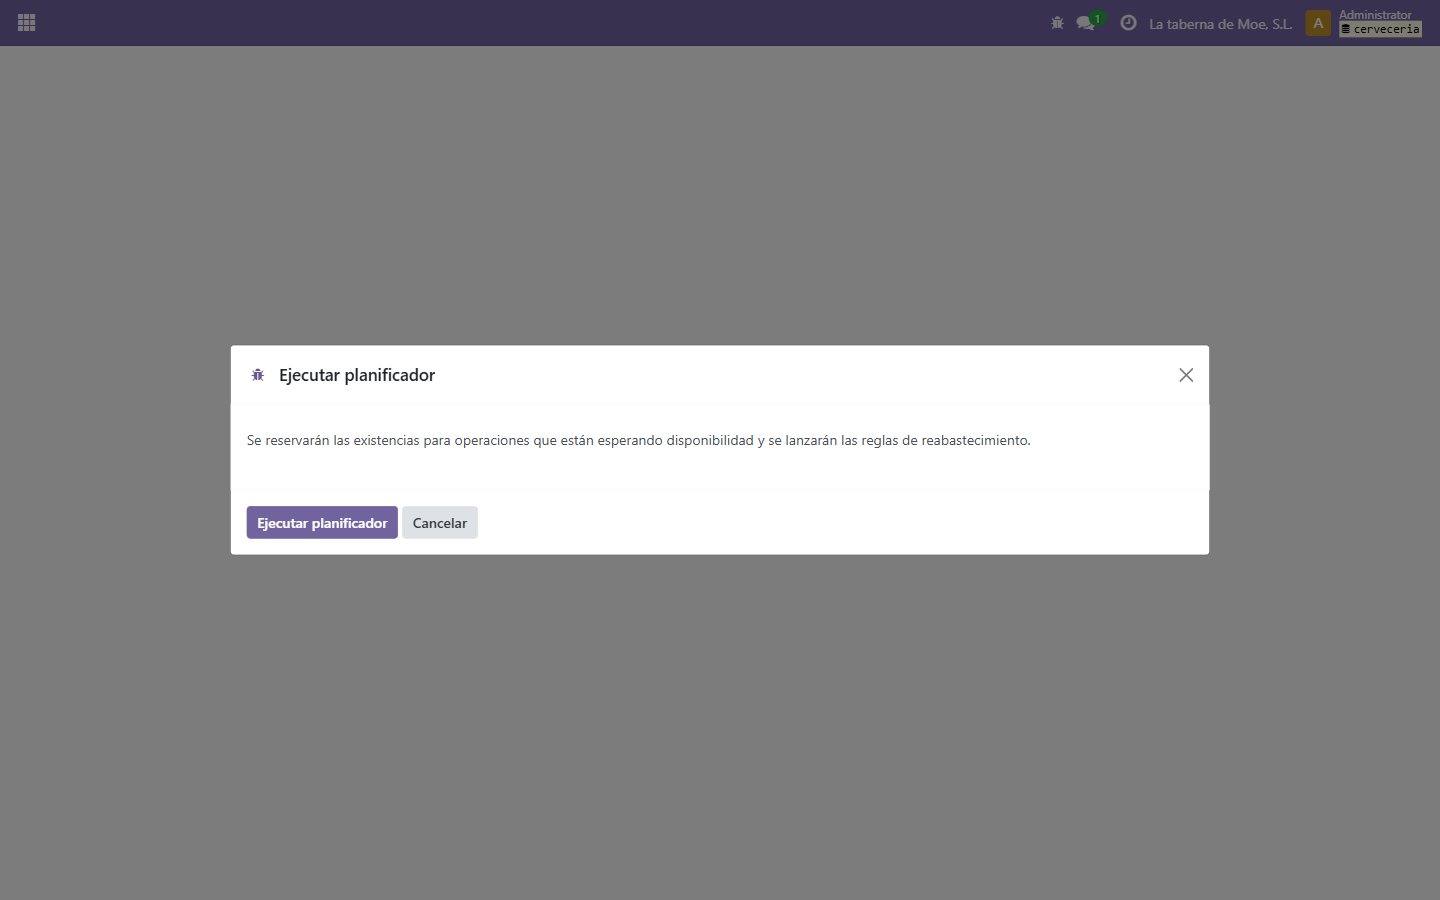 1
La taberna de Moe, S.L.
A
Administrator
cerveceria
Ejecutar planificador
Se reservarán las existencias para operaciones que están esperando disponibilidad y se lanzarán las reglas de reabastecimiento.
Ejecutar planificador
Cancelar